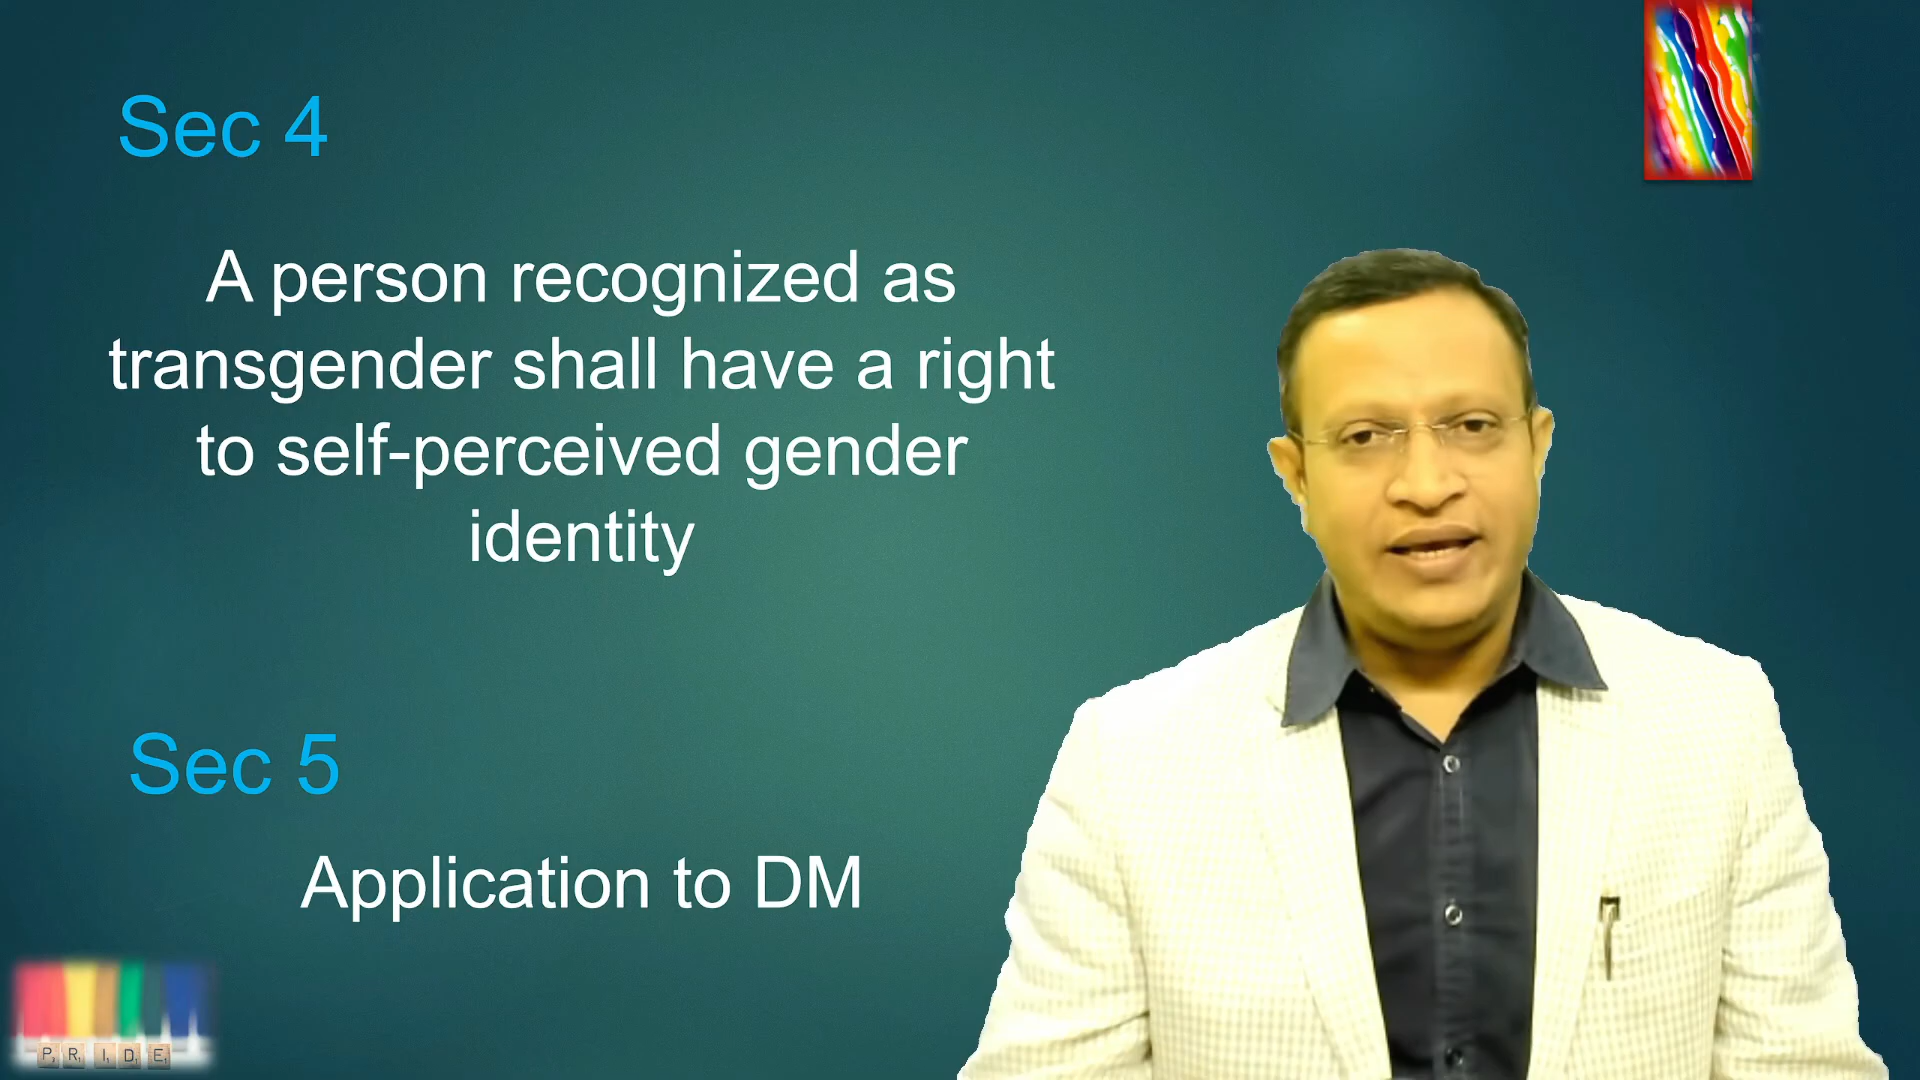 Sec 4
A person recognized as
transgender shall have a right
to self-perceived gender
identity
Sec 5
Application to DM
PRIDE